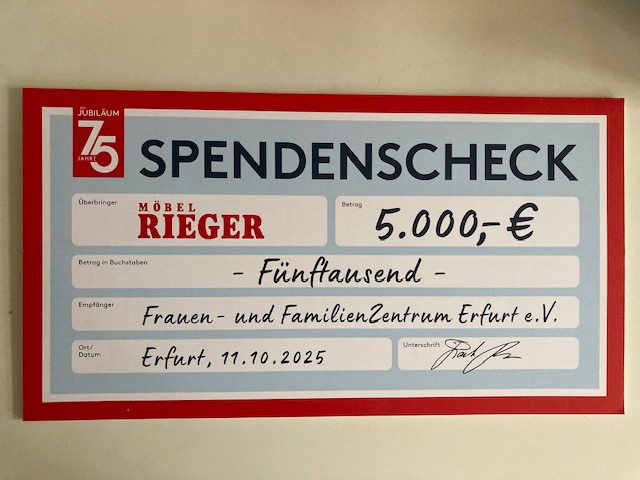 JUBILÄUM
75
JAHRE
SPENDENSCHECK
Überbringer
MÖBEL
RIEGER
Betrag
5.000,- €
Betrag in Buchstaben
- Fünftausend -
Empfänger
Frauen- und FamilienZentrum Erfurt e.V.
Ort/
Datum
Erfurt, 11.10.2025
Unterschrift